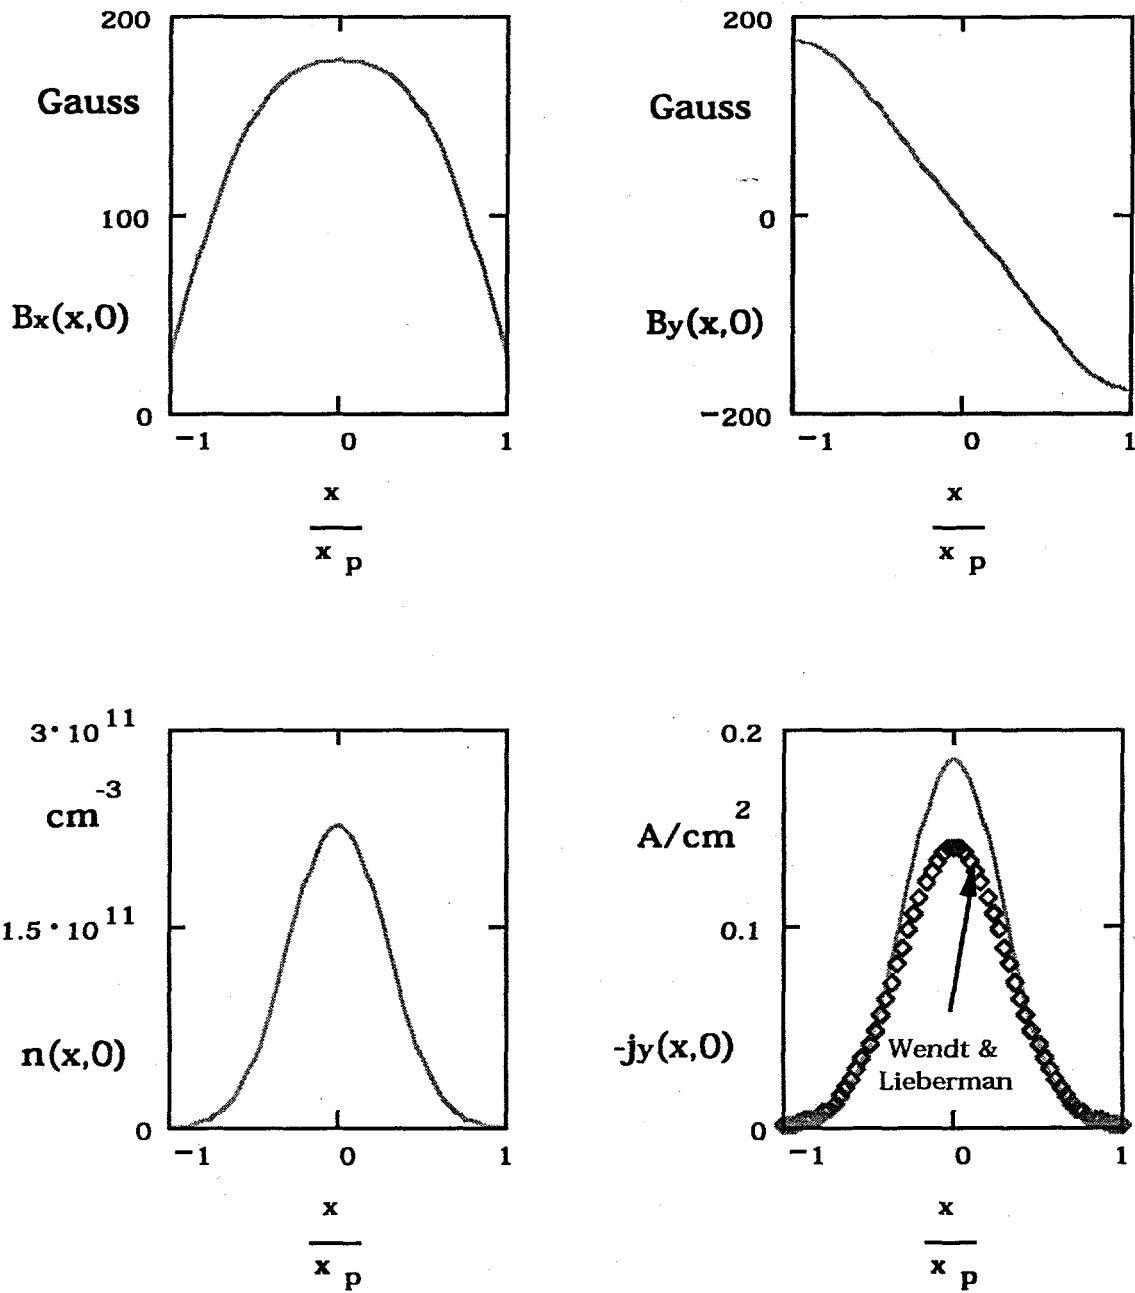 200
Gauss
100
Bx(x,0)
0
−1 0 1
x
x p
200
Gauss
0
By(x,0)
−200
−1 0 1
x
x p
3·10 11
cm -3
1.5·10 11
n(x,0)
0
−1 0 1
x
x p
0.2
A/cm 2
0.1
-jy(x,0)
Wendt &
Lieberman
0
−1 0 1
x
x p